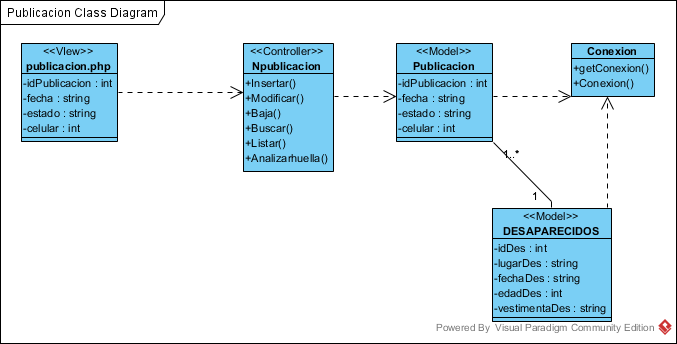 Publicacion Class Diagram
<<VIew>>
publicacion.php
-idPublicacion : int
-fecha : string
-estado : string
-celular : int
<<Controller>>
Npublicacion
+Insertar()
+Modificar()
+Baja()
+Buscar()
+Listar()
+Analizarhuella()
<<Model>>
Publicacion
-idPublicacion : int
-fecha : string
-estado : string
-celular : int
Conexion
+getConexion()
+Conexion()
1..*
1
<<Model>>
DESAPARECIDOS
-idDes : int
-lugarDes : string
-fechaDes : string
-edadDes : int
-vestimentaDes : string
Powered By Visual Paradigm Community Edition